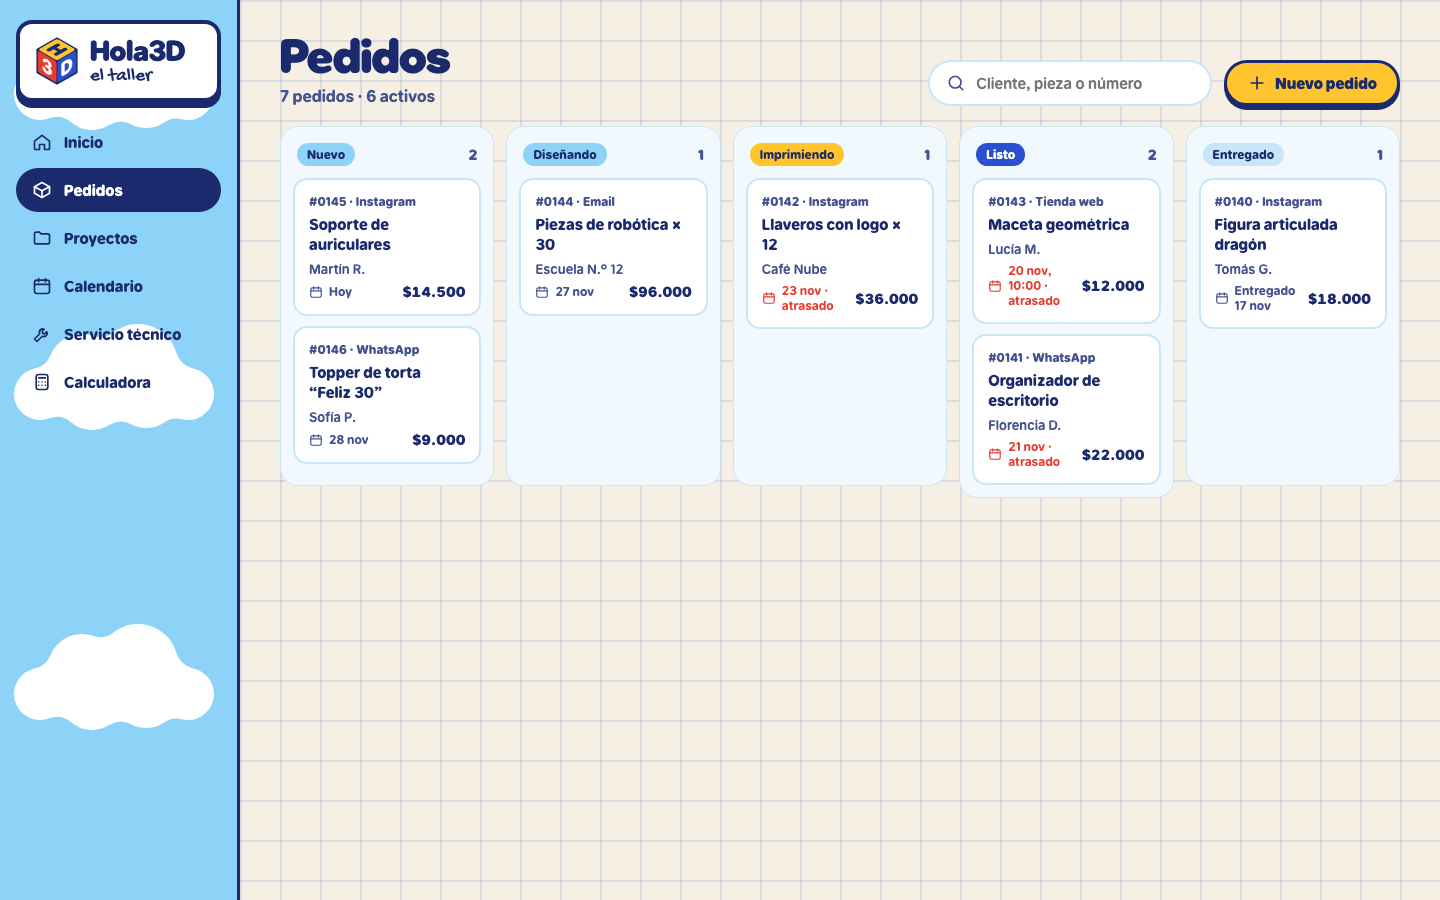 H
3
D
Hola3D
el taller
Inicio
Pedidos
Proyectos
Calendario
Servicio técnico
Calculadora
Pedidos
7 pedidos · 6 activos
Cliente, pieza o número
+ Nuevo pedido
Nuevo 2
#0145 · Instagram
Soporte de
auriculares
Martín R.
Hoy $14.500
#0146 · WhatsApp
Topper de torta
“Feliz 30”
Sofía P.
28 nov $9.000
Diseñando 1
#0144 · Email
Piezas de robótica ×
30
Escuela N.º 12
27 nov $96.000
Imprimiendo 1
#0142 · Instagram
Llaveros con logo ×
12
Café Nube
23 nov ·
atrasado $36.000
Listo 2
#0143 · Tienda web
Maceta geométrica
Lucía M.
20 nov,
10:00 · $12.000
atrasado
#0141 · WhatsApp
Organizador de
escritorio
Florencia D.
21 nov ·
atrasado $22.000
Entregado 1
#0140 · Instagram
Figura articulada
dragón
Tomás G.
Entregado
17 nov $18.000